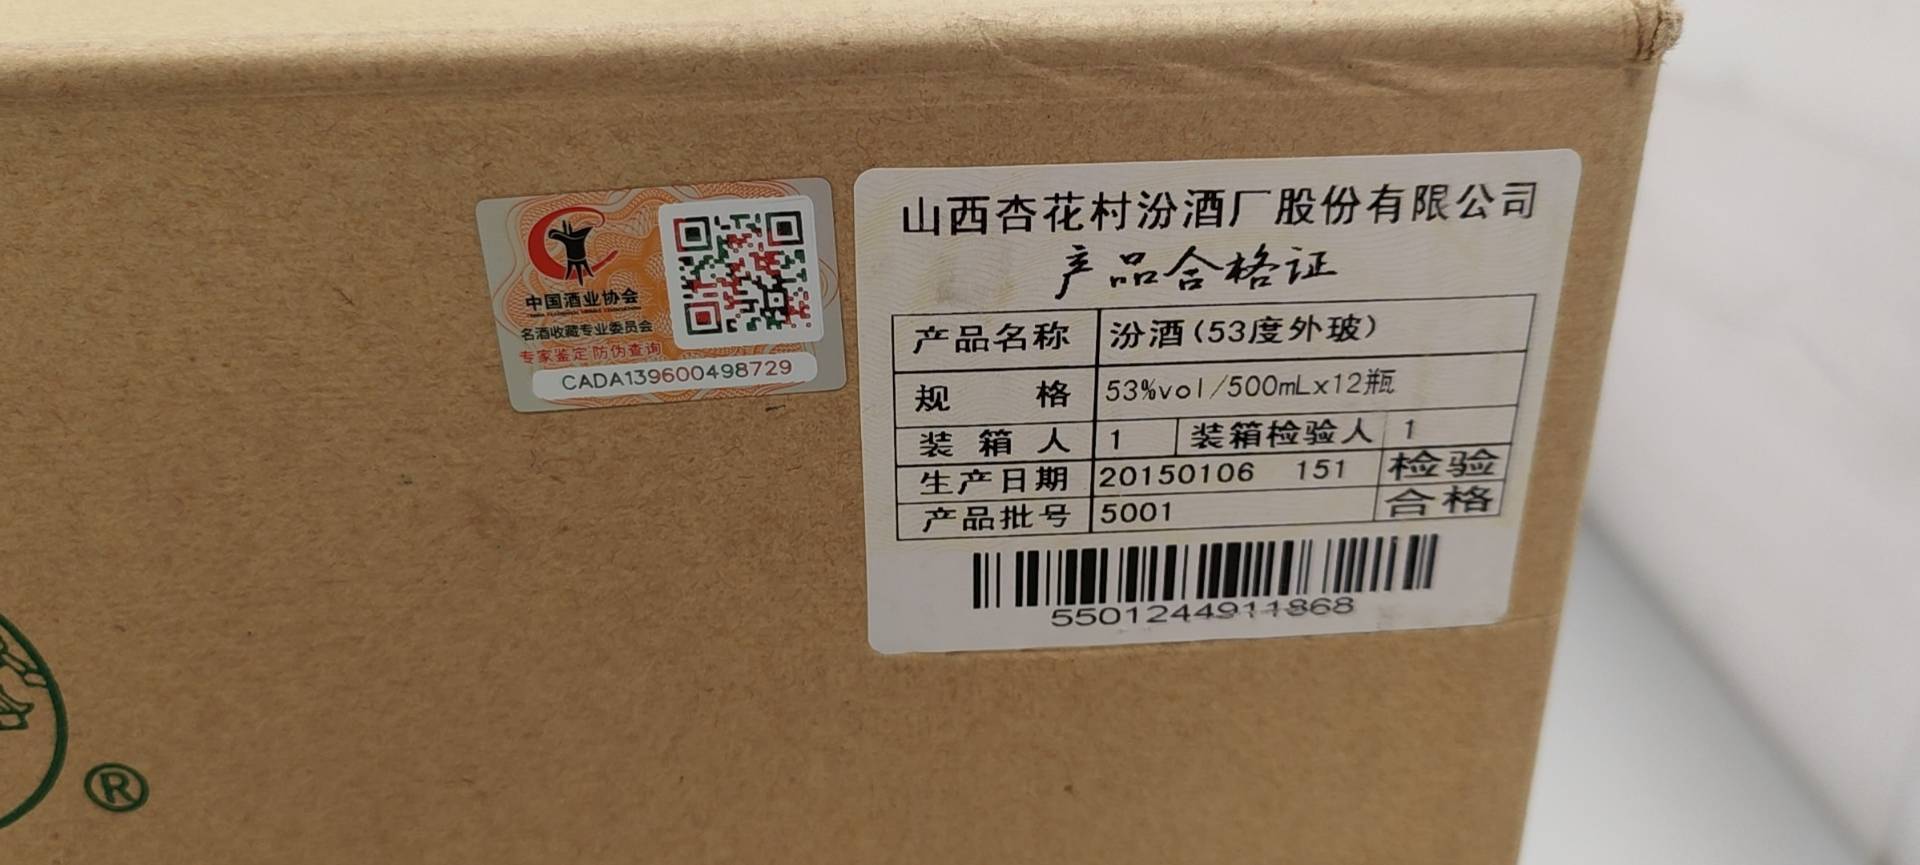 中国酒业协会
名酒收藏专业委员会
专家鉴定 防伪查询
CADA139600498729
山西杏花村汾酒厂股份有限公司
产品合格证
产品名称 汾酒(53度外玻)
规 格 53%vol/500mLx12瓶
装 箱 人 1 装箱检验人 1
生产日期 20150106 151 检验
产品批号 5001 合格
5501244911868
®